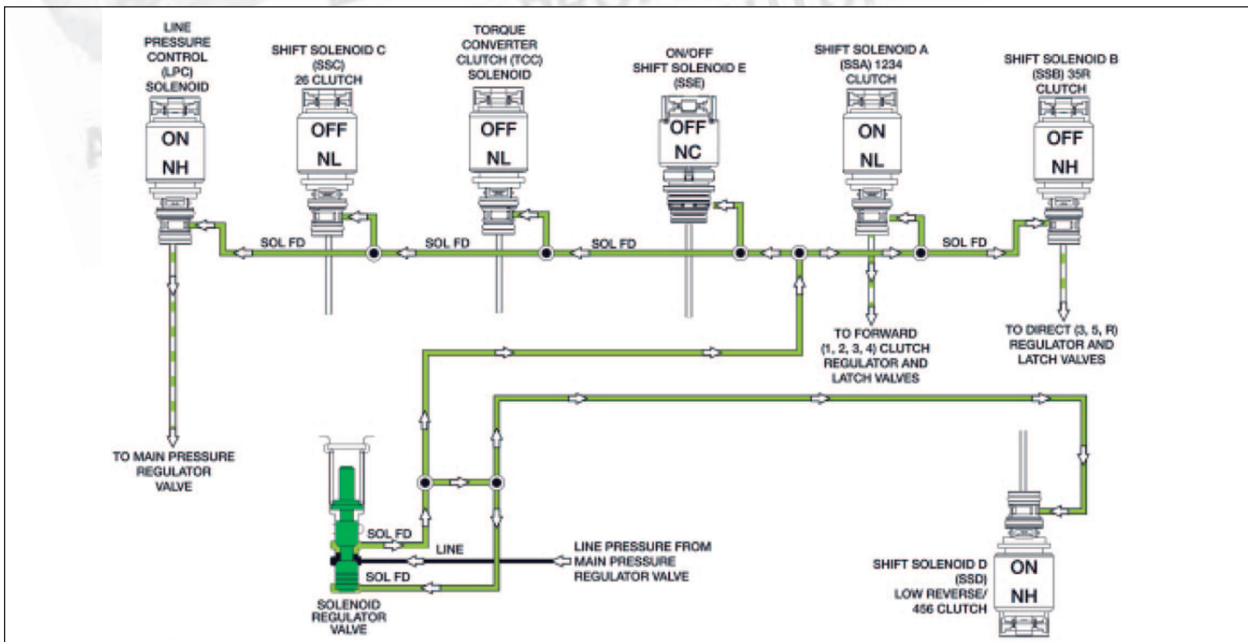 LINE
PRESSURE
CONTROL
(LPC)
SOLENOID
ON
NH
SHIFT SOLENOID C
(SSC)
26 CLUTCH
OFF
NL
TORQUE
CONVERTER
CLUTCH (TCC)
SOLENOID
OFF
NL
ON/OFF
SHIFT SOLENOID E
(SSE)
OFF
NC
SHIFT SOLENOID A
(SSA) 1234
CLUTCH
ON
NL
SHIFT SOLENOID B
(SSB) 35R
CLUTCH
OFF
NH
SOL FD
SOL FD
SOL FD
SOL FD
TO FORWARD
(1, 2, 3, 4) CLUTCH
REGULATOR AND
LATCH VALVES
TO DIRECT (3, 5, R)
REGULATOR AND
LATCH VALVES
TO MAIN PRESSURE
REGULATOR
VALVE
SOL FD
LINE
SOL FD
LINE PRESSURE FROM
MAIN PRESSURE
REGULATOR VALVE
SOLENOID
REGULATOR
VALVE
SHIFT SOLENOID D
(SSD)
LOW REVERSE/
456 CLUTCH
ON
NH